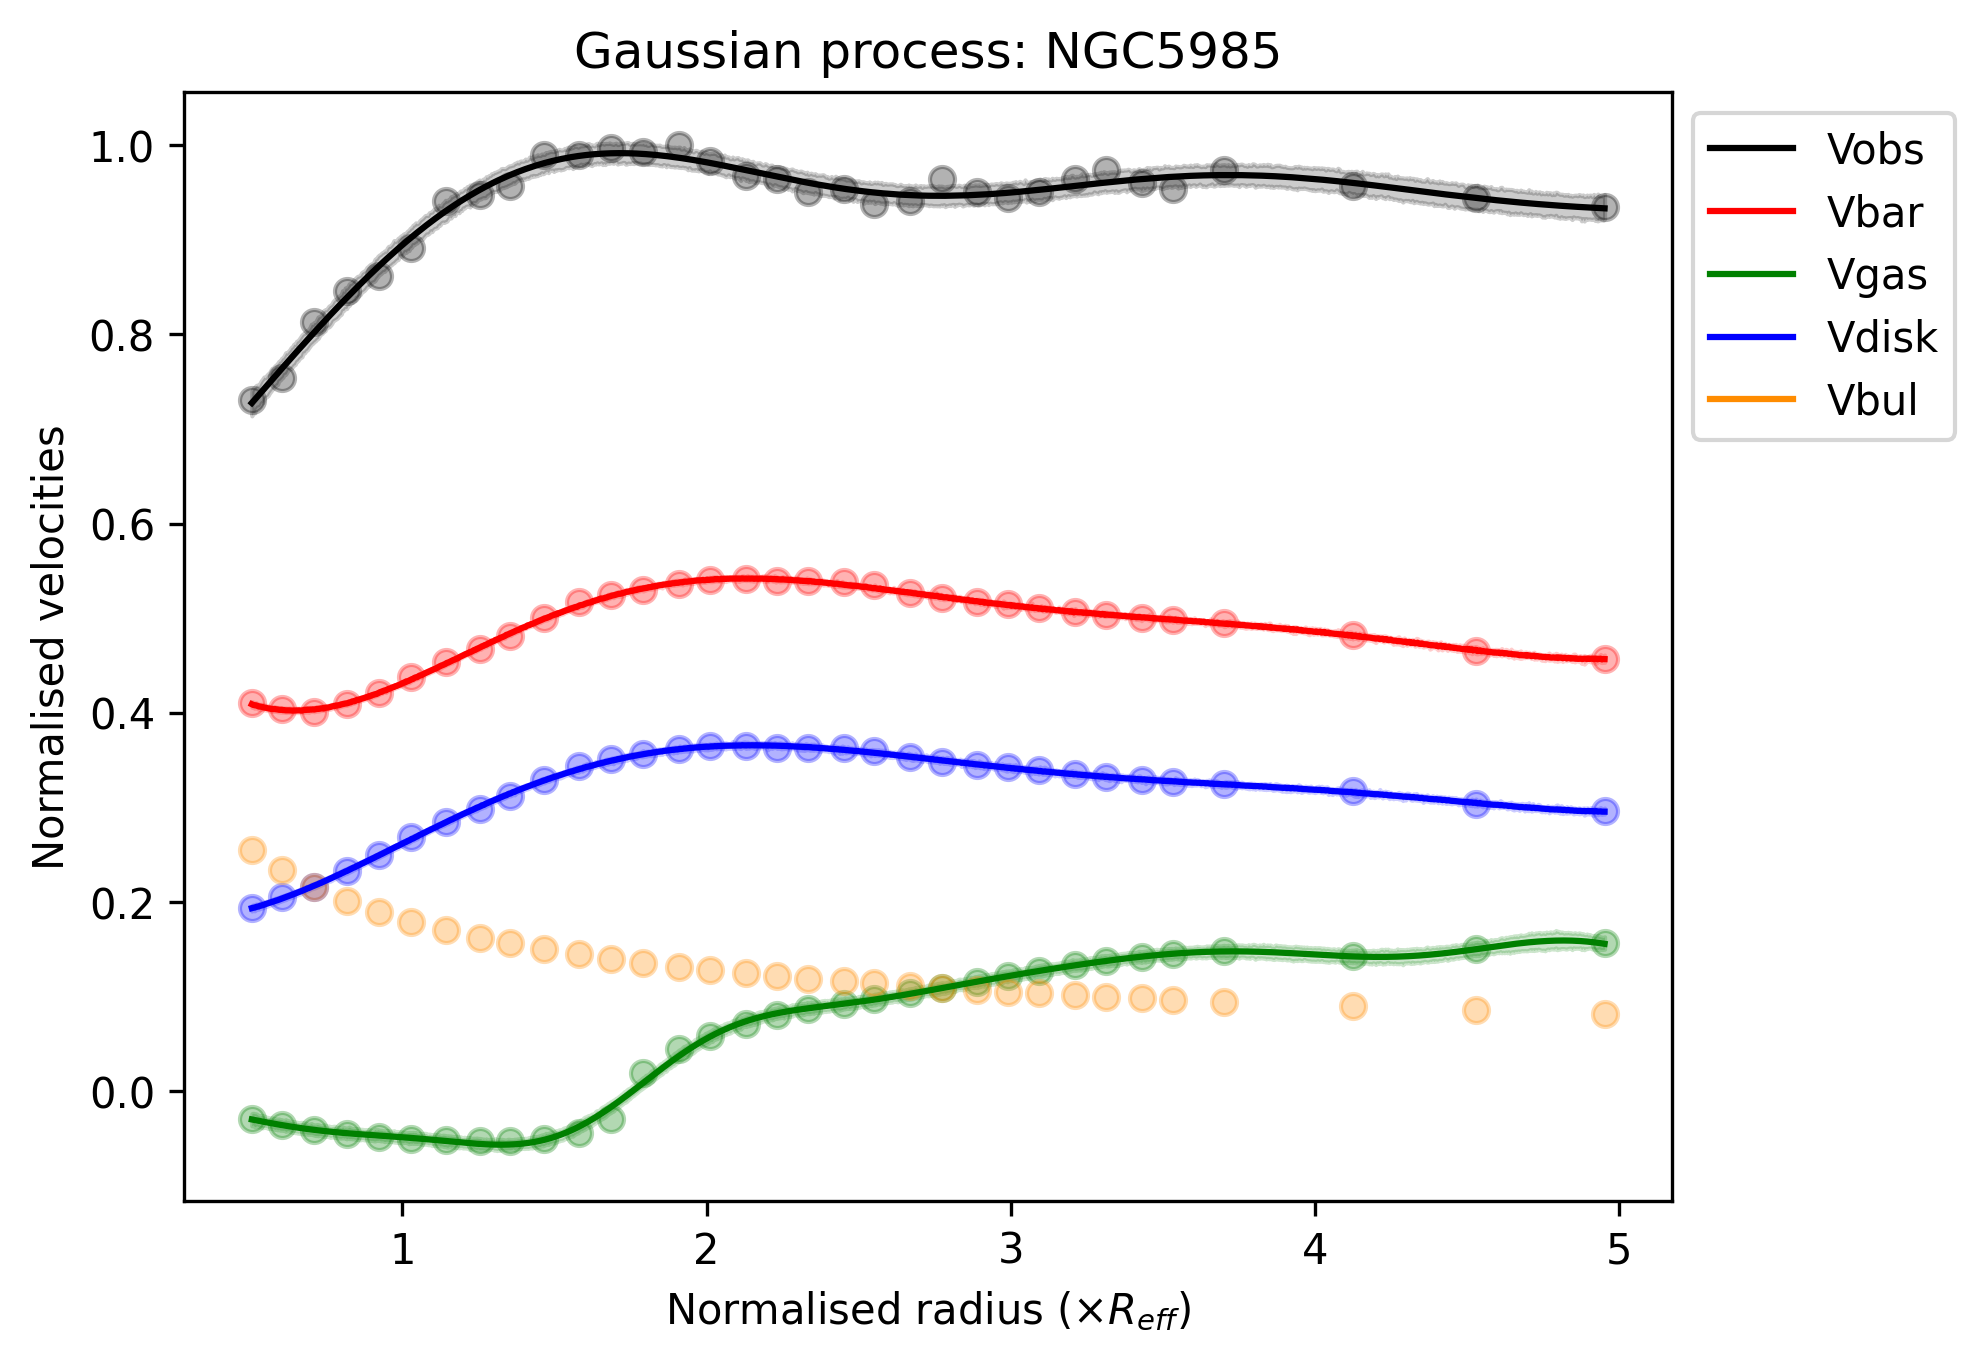 Gaussian process: NGC5985
1.0
0.8
0.6
0.4
0.2
0.0
Normalised velocities
1 2 3 4 5
Normalised radius (×R_eff)
Vobs
Vbar
Vgas
Vdisk
Vbul